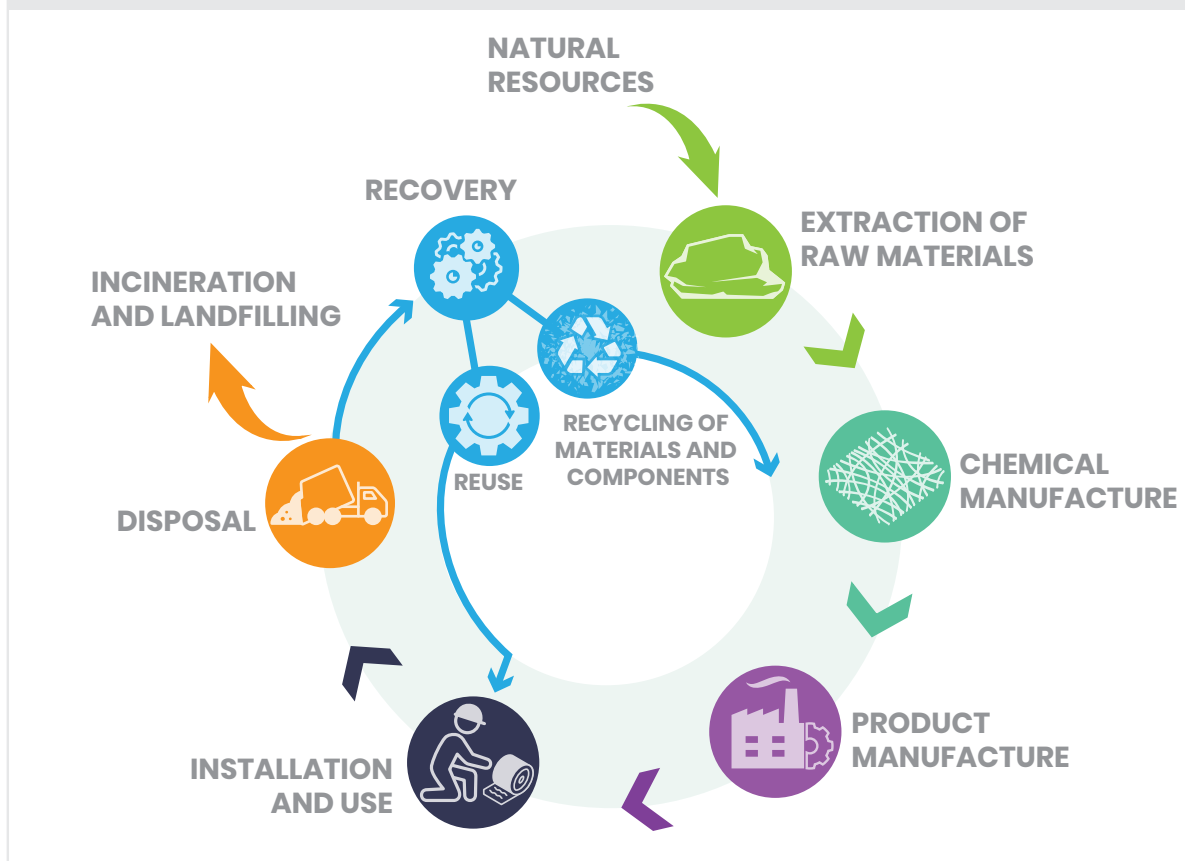 NATURAL
RESOURCES
RECOVERY
EXTRACTION OF
RAW MATERIALS
INCINERATION
AND LANDFILLING
RECYCLING OF
MATERIALS AND
COMPONENTS
REUSE
CHEMICAL
MANUFACTURE
DISPOSAL
PRODUCT
MANUFACTURE
INSTALLATION
AND USE